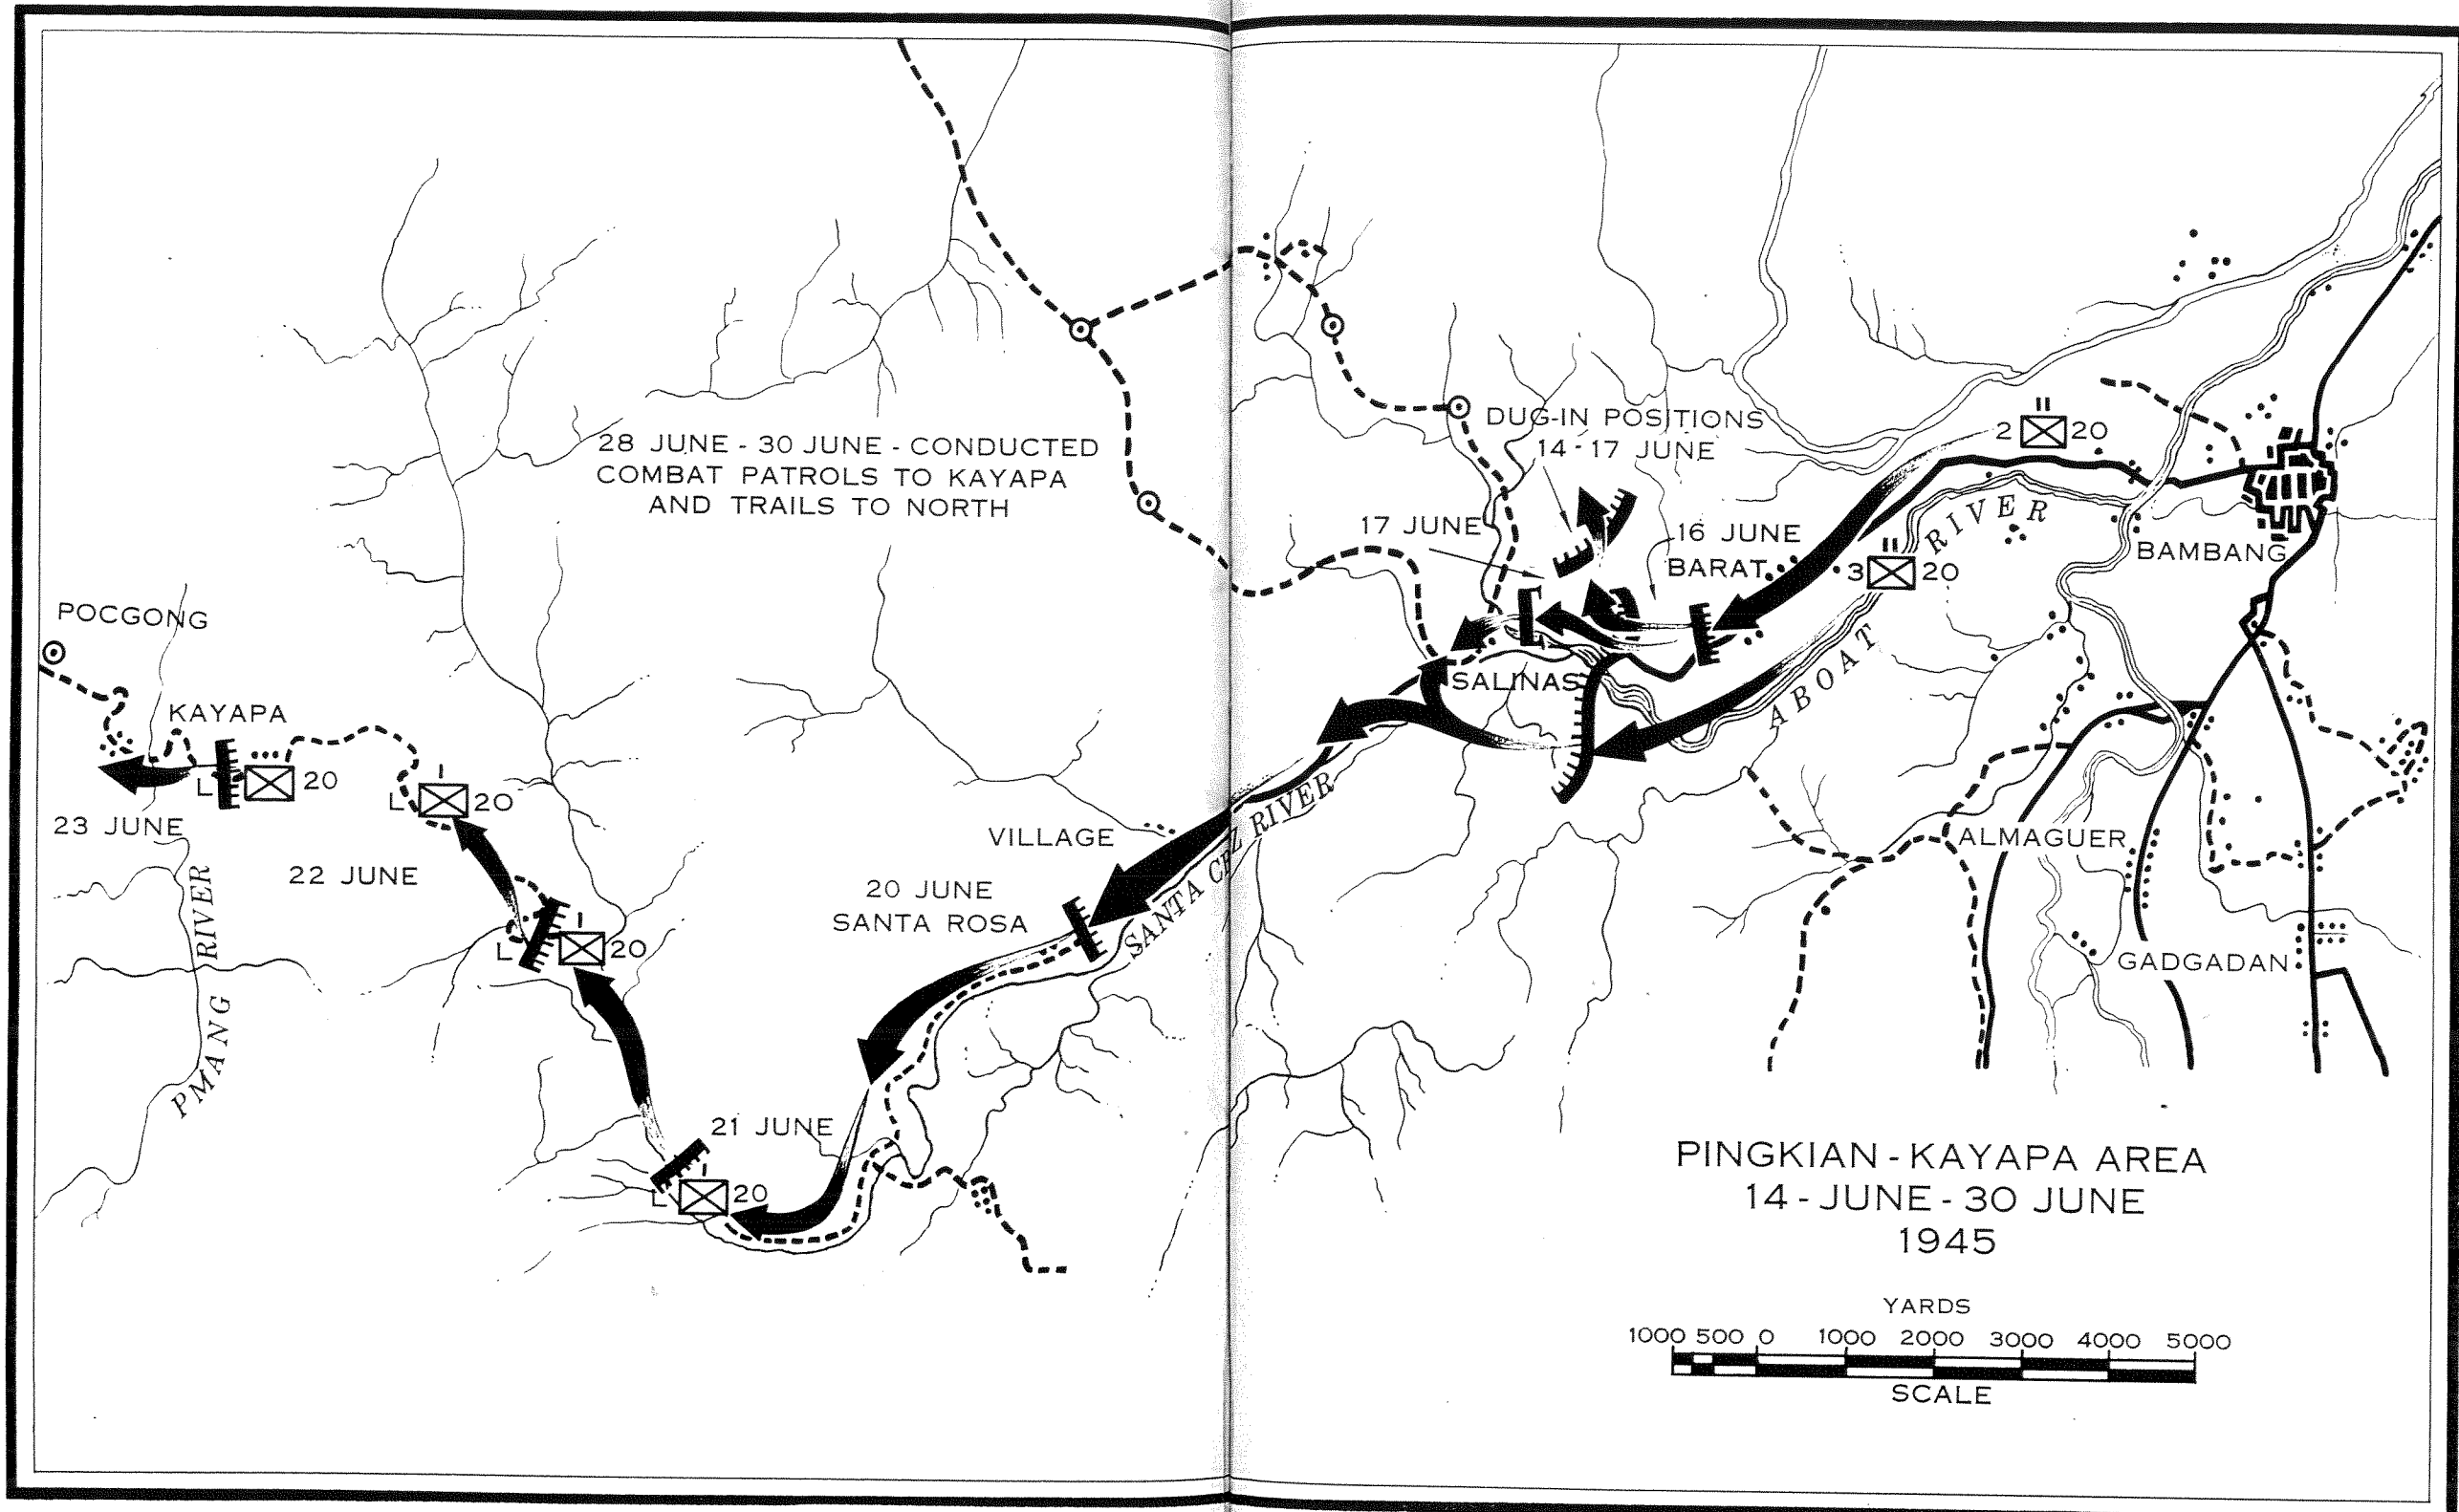 28 JUNE - 30 JUNE - CONDUCTED
COMBAT PATROLS TO KAYAPA
AND TRAILS TO NORTH
DUG-IN POSITIONS
14-17 JUNE
2 II 20
17 JUNE
16 JUNE
BARAT
3 II 20
ABOAT RIVER
BAMBANG
POCGONG
KAYAPA
L 20
23 JUNE
L I 20
22 JUNE
PMANG RIVER
L I 20
SALINAS
VILLAGE
20 JUNE
SANTA ROSA
SANTA CRZ RIVER
ALMAGUER
GADGADAN
21 JUNE
L I 20
PINGKIAN - KAYAPA AREA
14 - JUNE - 30 JUNE
1945
YARDS
1000 500 0 1000 2000 3000 4000 5000
SCALE